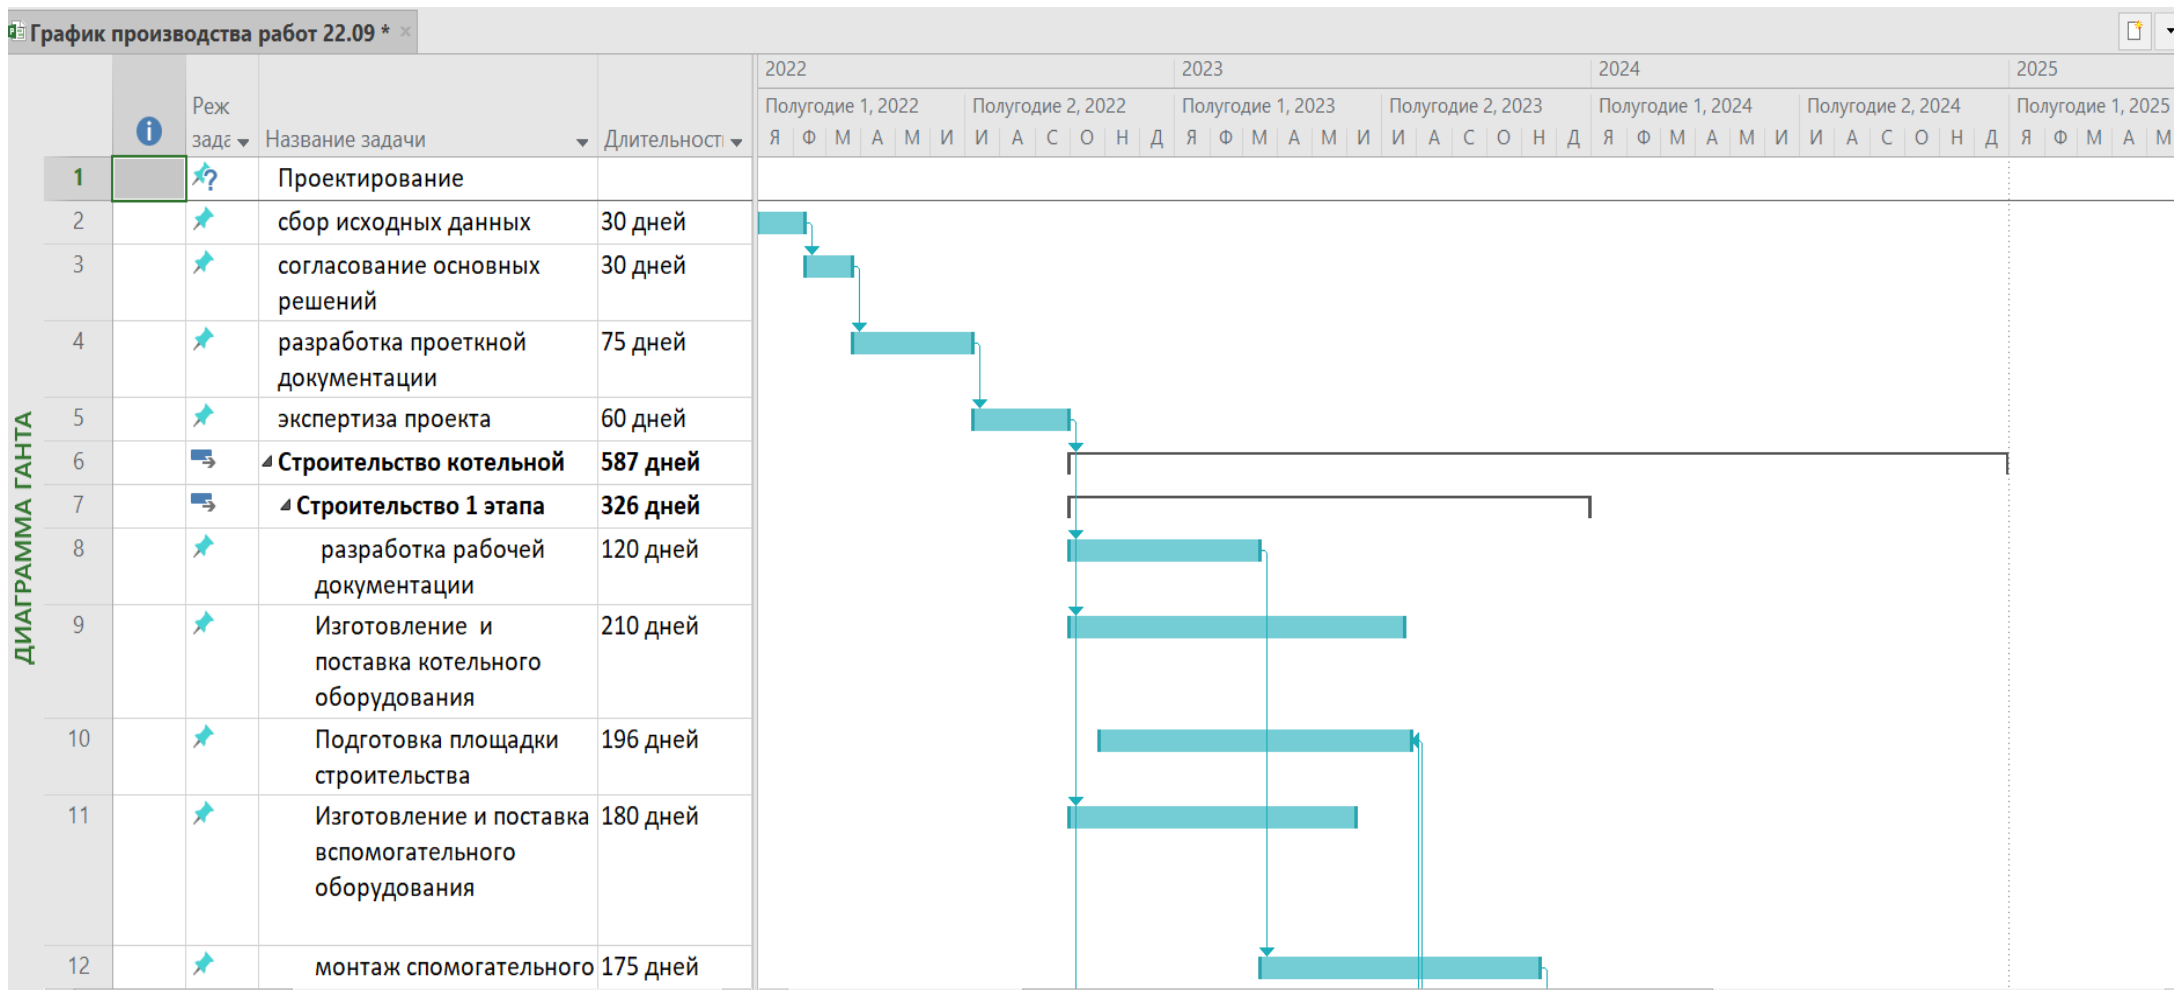 График производства работ 22.09 *
2022 2023 2024 2025
Реж
зада
Название задачи
Длительность
Полугодие 1, 2022 Полугодие 2, 2022 Полугодие 1, 2023 Полугодие 2, 2023 Полугодие 1, 2024 Полугодие 2, 2024 Полугодие 1, 2025
Я Ф М А М И И А С О Н Д Я Ф М А М И И А С О Н Д Я Ф М А М И И А С О Н Д Я Ф М А М
ДИАГРАММА ГАНТА
1 Проектирование
2 сбор исходных данных 30 дней
3 согласование основных 30 дней
решений
4 разработка проеткной 75 дней
документации
5 экспертиза проекта 60 дней
6 Строительство котельной 587 дней
7 Строительство 1 этапа 326 дней
8 разработка рабочей 120 дней
документации
9 Изготовление и 210 дней
поставка котельного
оборудования
10 Подготовка площадки 196 дней
строительства
11 Изготовление и поставка 180 дней
вспомогательного
оборудования
12 монтаж спомогательного 175 дней